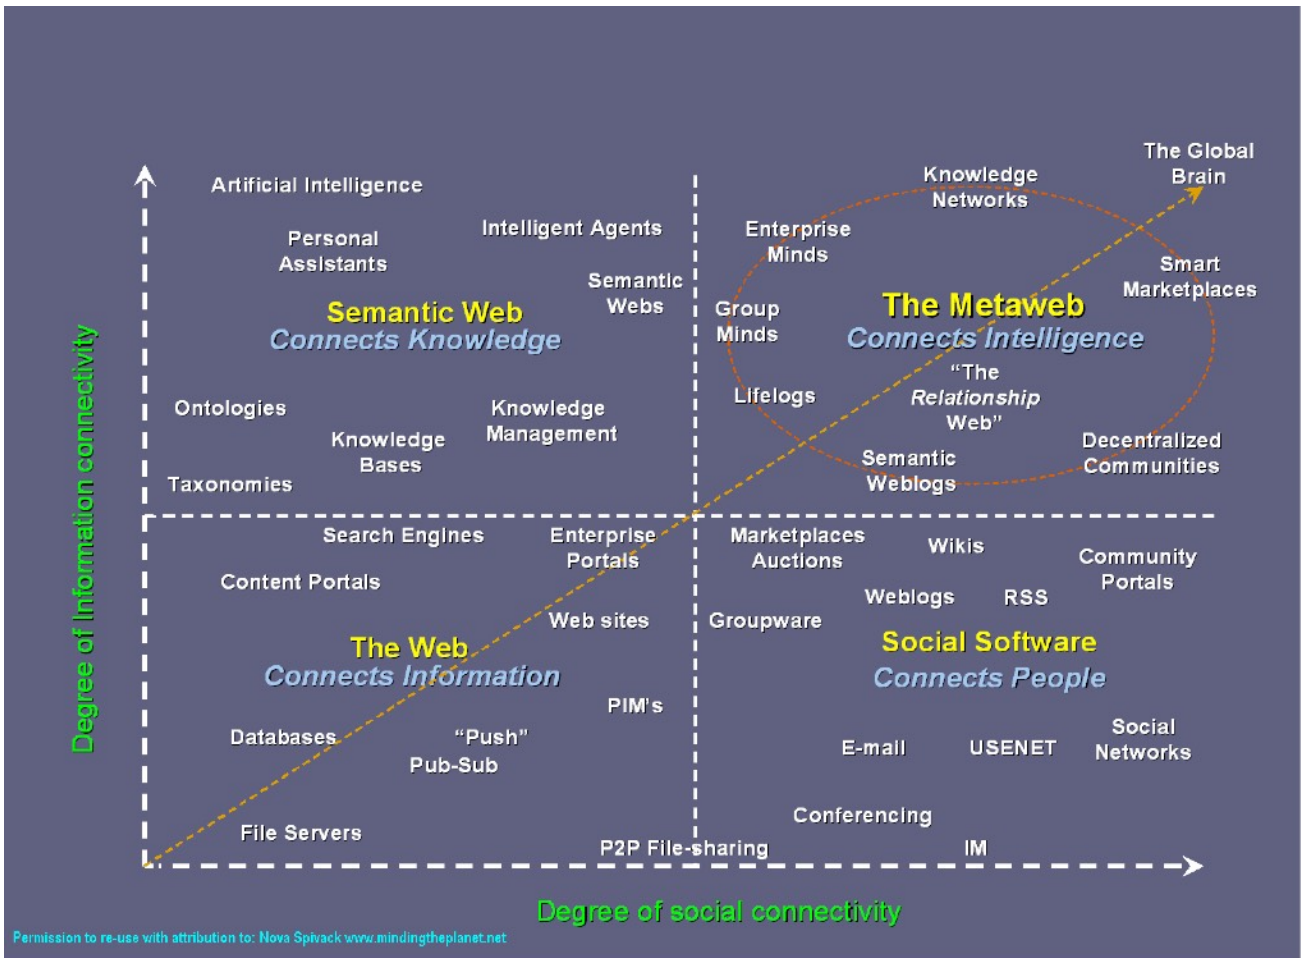 The Global
Brain
Artificial Intelligence
Knowledge
Networks
Personal
Assistants
Intelligent Agents
Enterprise
Minds
Semantic
Webs
Smart
Marketplaces
Semantic Web
Connects Knowledge
Group
Minds
The Metaweb
Connects Intelligence
“The
Relationship
Web”
Lifelogs
Ontologies
Knowledge
Bases
Knowledge
Management
Taxonomies
Semantic
Weblogs
Decentralized
Communities
Degree of Information connectivity
Search Engines
Enterprise
Portals
Content Portals
Web sites
The Web
Connects Information
PIM's
Databases
“Push”
Pub-Sub
File Servers
P2P File-sharing
Marketplaces
Auctions
Wikis
Community
Portals
Weblogs
RSS
Groupware
Social Software
Connects People
E-mail
USENET
Social
Networks
Conferencing
IM
Degree of social connectivity
Permission to re-use with attribution to: Nova Spivack www.mindingtheplanet.net